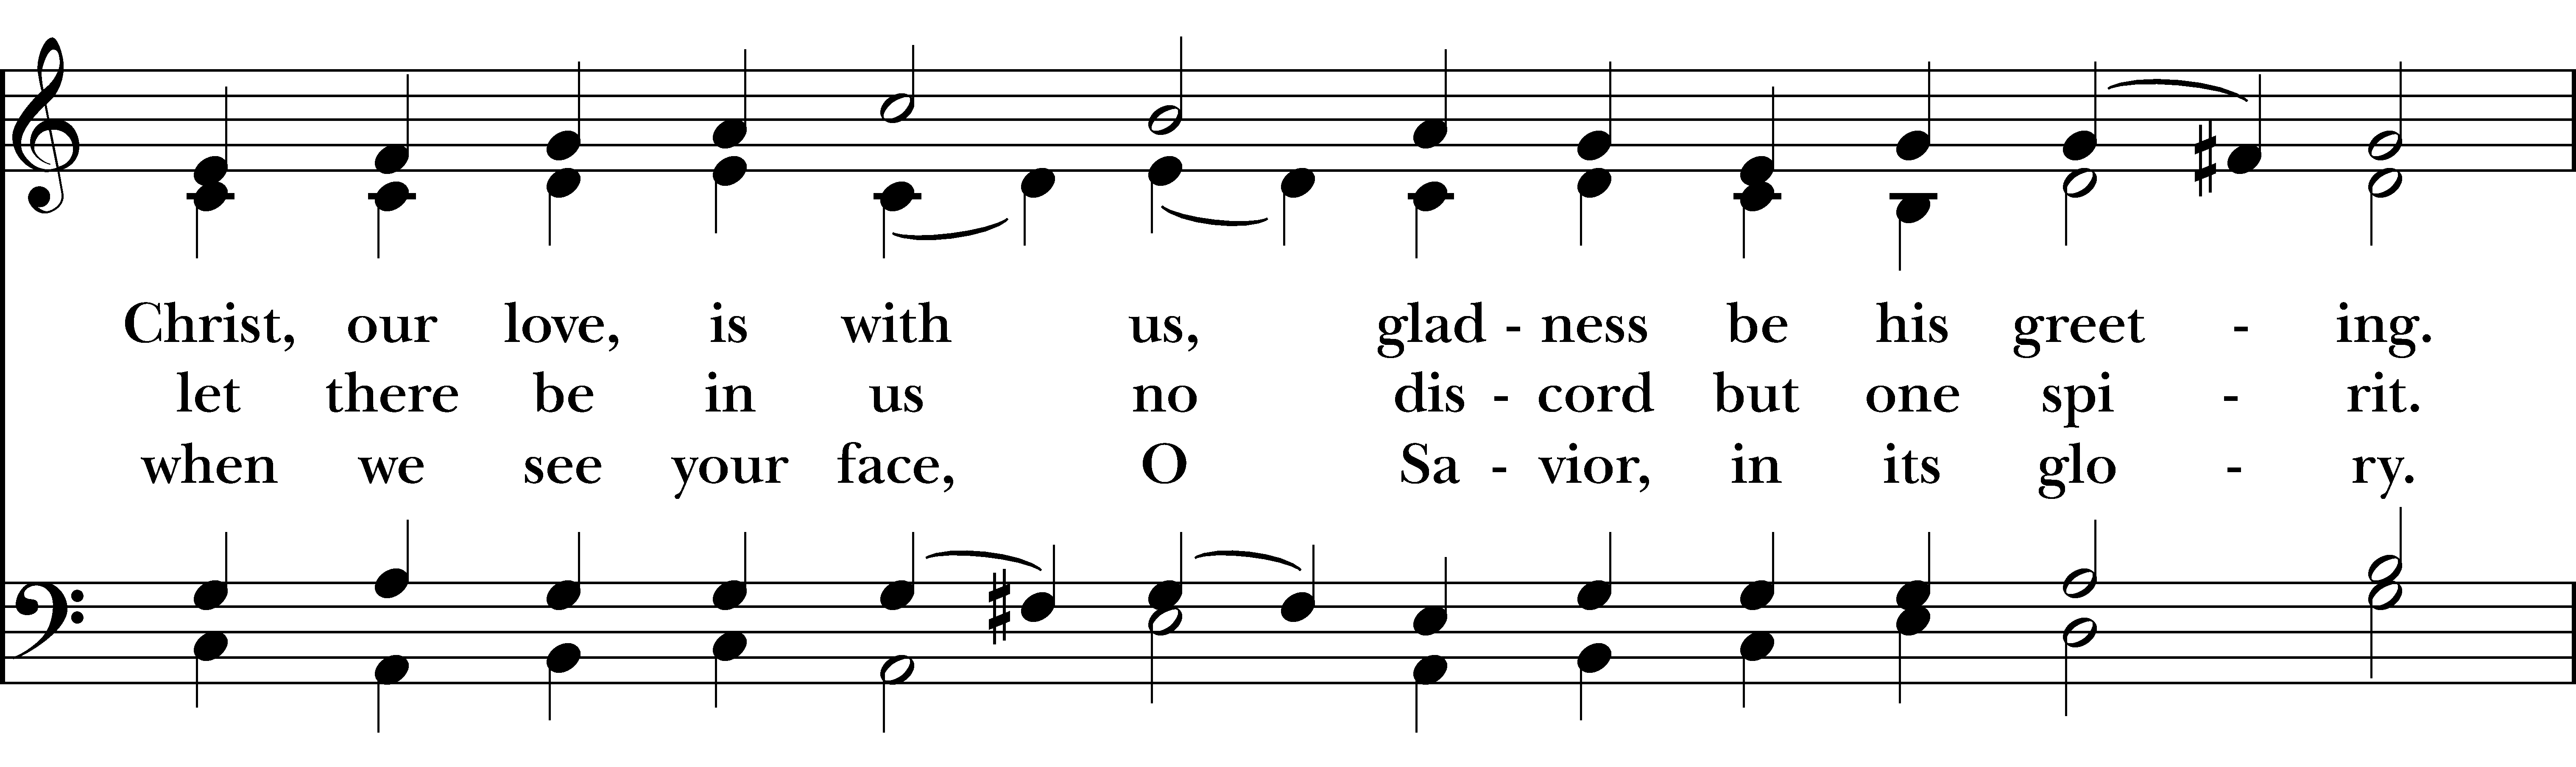 Christ, our love, is with us, glad - ness be his greet - ing.
let there be in us no dis - cord but one spi - rit.
when we see your face, O Sa - vior, in its glo - ry.